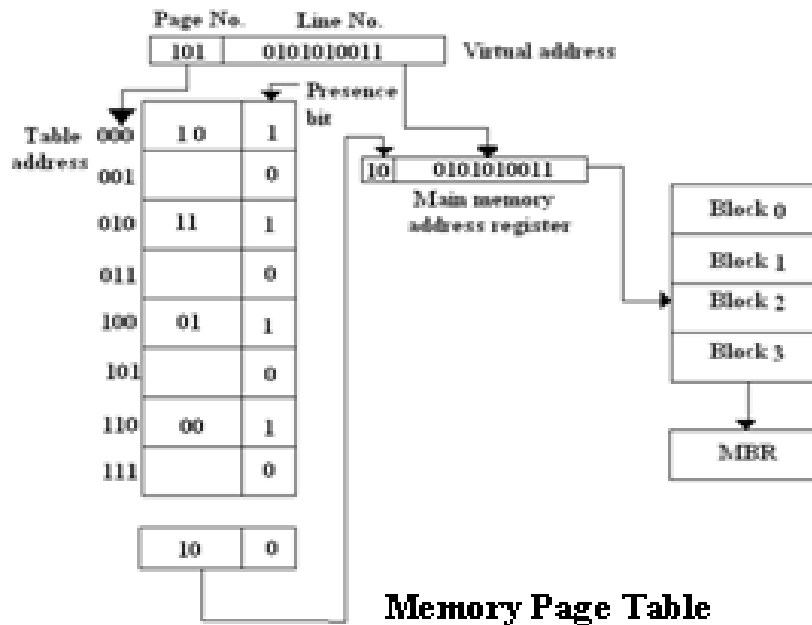 Page No. Line No.
101 0101010011 Virtual address
Presence
bit
Table
address
000 1 0 1
001 0
010 11 1
011 0
100 01 1
101 0
110 00 1
111 0
10 0
10 0101010011
Main memory
address register
Block 0
Block 1
Block 2
Block 3
MBR
Memory Page Table